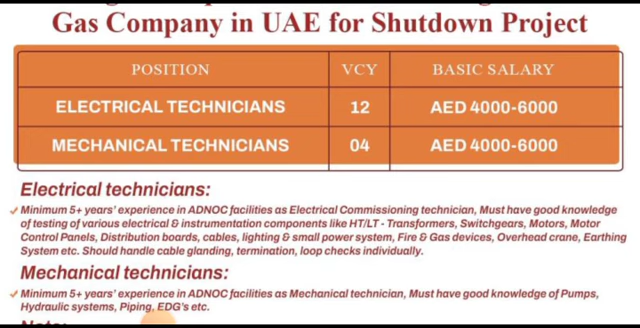 Gas Company in UAE for Shutdown Project
POSITION VCY BASIC SALARY
ELECTRICAL TECHNICIANS 12 AED 4000-6000
MECHANICAL TECHNICIANS 04 AED 4000-6000
Electrical technicians:
✓ Minimum 5+ years' experience in ADNOC facilities as Electrical Commissioning technician, Must have good knowledge
of testing of various electrical & instrumentation components like HT/LT - Transformers, Switchgears, Motors, Motor
Control Panels, Distribution boards, cables, lighting & small power system, Fire & Gas devices, Overhead crane, Earthing
System etc. Should handle cable glanding, termination, loop checks individually.
Mechanical technicians:
✓ Minimum 5+ years' experience in ADNOC facilities as Mechanical technician, Must have good knowledge of Pumps,
Hydraulic systems, Piping, EDG's etc.